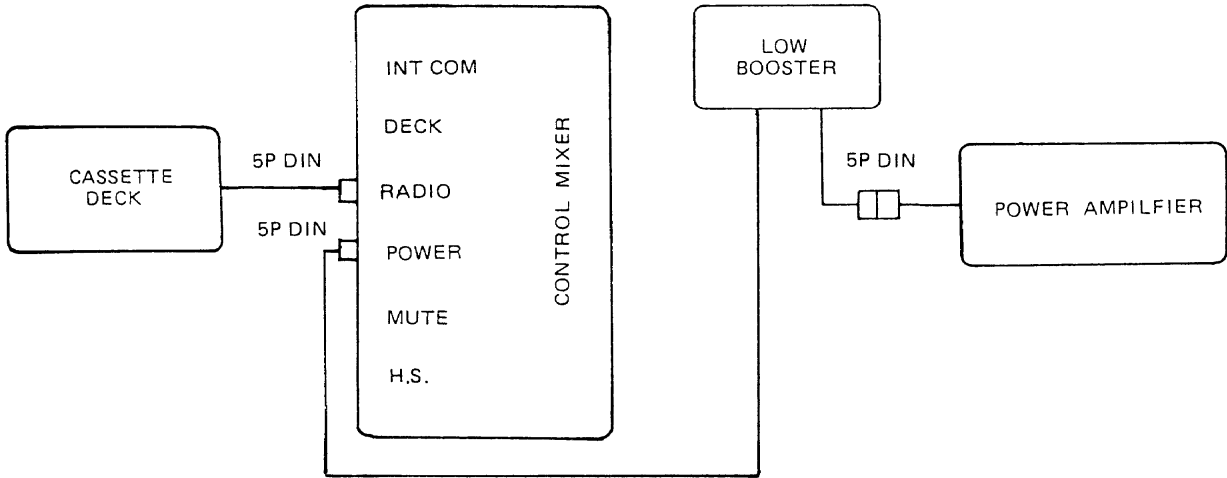 CASSETTE
DECK
5P DIN
5P DIN
INT COM
DECK
RADIO
POWER
MUTE
H.S.
CONTROL MIXER
LOW
BOOSTER
5P DIN
POWER AMPILFIER